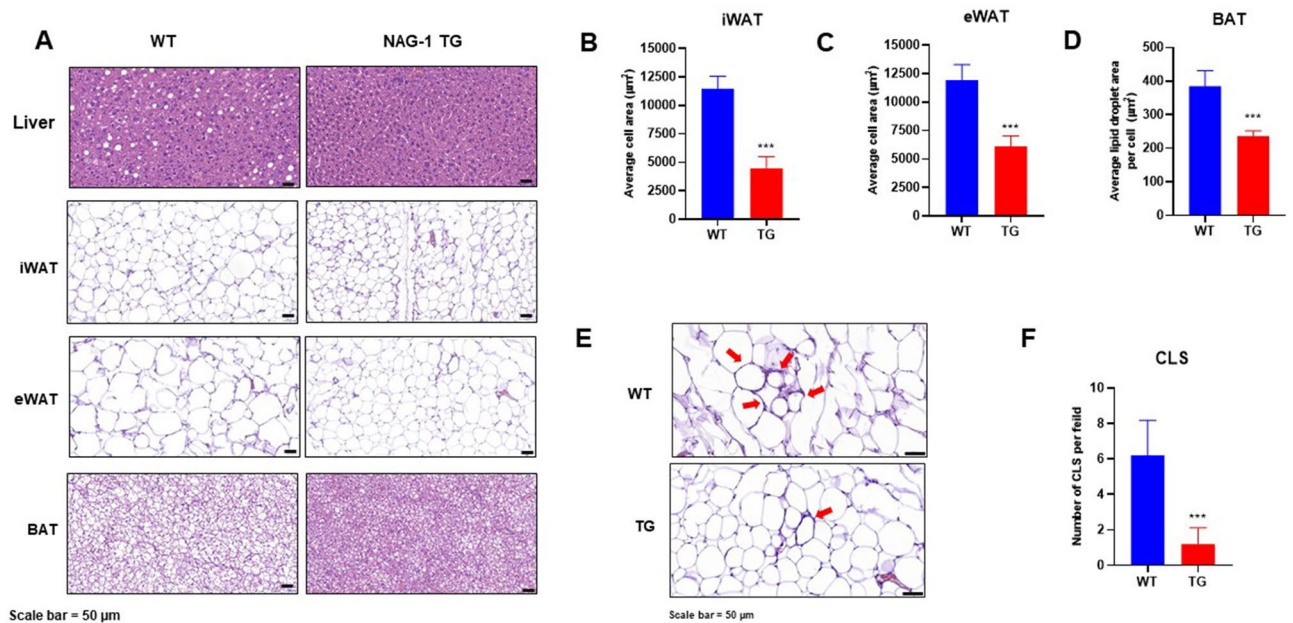 A
WT
NAG-1 TG
Liver
iWAT
eWAT
BAT
Scale bar = 50 µm
B
iWAT
Average cell area (µm²)
15000
12500
10000
7500
5000
2500
0
***
WT
TG
C
eWAT
Average cell area (µm²)
15000
12500
10000
7500
5000
2500
0
***
WT
TG
D
BAT
Average lipid droplet area
per cell (µm²)
500
400
300
200
100
0
***
WT
TG
E
WT
TG
Scale bar = 50 µm
F
CLS
Number of CLS per feild
10
8
6
4
2
0
***
WT
TG